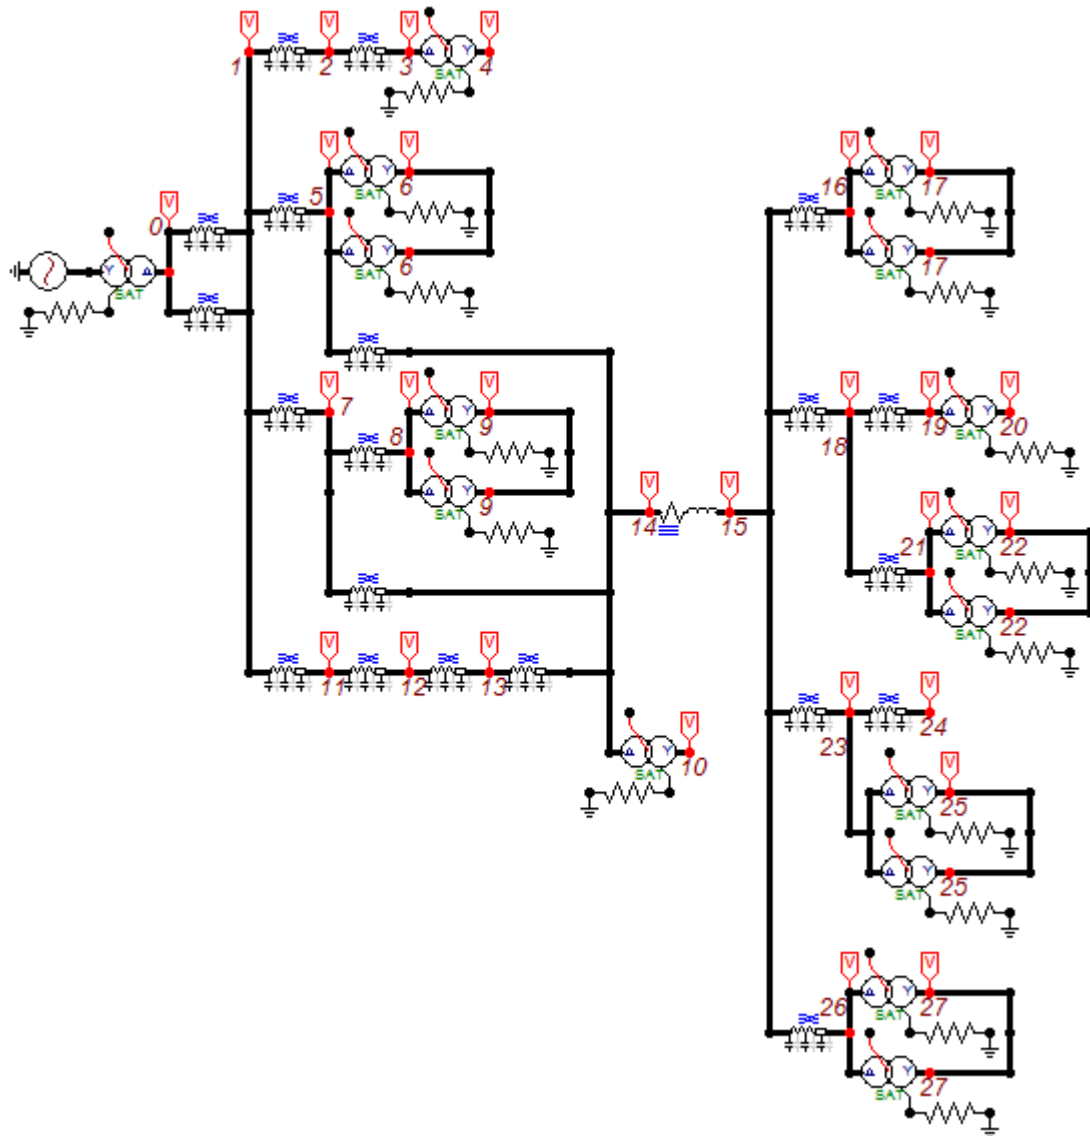 V V V V
Δ Y
1 2 3 4
SAT
V V V V
Δ Y Δ Y
6 16 17
SAT SAT
5
V
0
Δ Y Δ Y
6 17
SAT SAT
Y Δ
SAT
V V V V V V
7 9 19 20
Δ Y Δ Y
SAT SAT
8 18
V V V V
Δ Y
9 14 15
SAT
Δ Y
21 22
SAT
Δ Y
22
SAT
V V V V V
11 12 13
24
23
V
Δ Y
10
SAT
V
Δ Y
25
SAT
Δ Y
25
SAT
V V
Δ Y
26 27
SAT
Δ Y
27
SAT